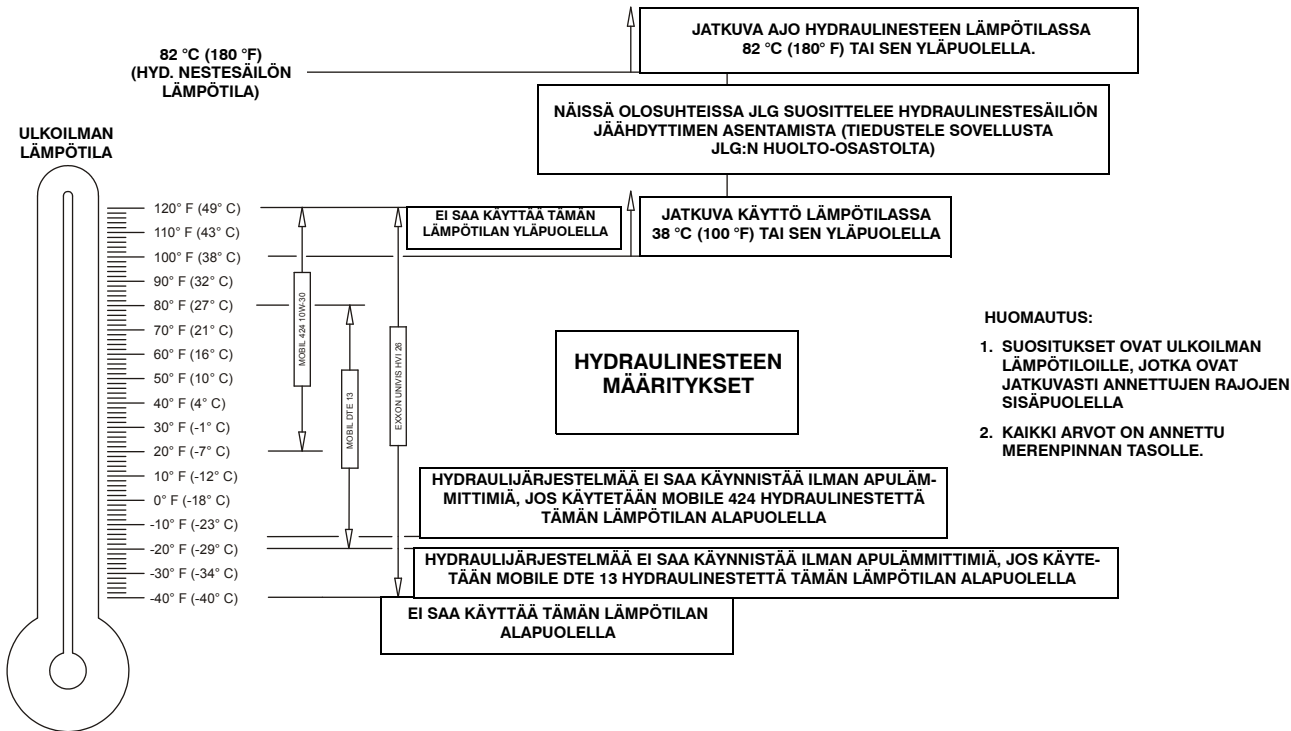 82 °C (180 °F)
(HYD. NESTESÄILÖN
LÄMPÖTILA)
JATKUVA AJO HYDRAULINESTEEN LÄMPÖTILASSA
82 °C (180° F) TAI SEN YLÄPUOLELLA.
NÄISSÄ OLOSUHTEISSA JLG SUOSITTELEE HYDRAULINESTESÄILIÖN
JÄÄHDYTTIMEN ASENTAMISTA (TIEDUSTELE SOVELLUSTA
JLG:N HUOLTO-OSASTOLTA)
ULKOILMAN
LÄMPÖTILA
120° F (49° C)
110° F (43° C)
100° F (38° C)
90° F (32° C)
80° F (27° C)
70° F (21° C)
60° F (16° C)
50° F (10° C)
40° F (4° C)
30° F (-1° C)
20° F (-7° C)
10° F (-12° C)
0° F (-18° C)
-10° F (-23° C)
-20° F (-29° C)
-30° F (-34° C)
-40° F (-40° C)
MOBIL 424 10W-30
MOBIL DTE 13
EXXON UNIVIS HVI 26
EI SAA KÄYTTÄÄ TÄMÄN
LÄMPÖTILAN YLÄPUOLELLA
JATKUVA KÄYTTÖ LÄMPÖTILASSA
38 °C (100 °F) TAI SEN YLÄPUOLELLA
HYDRAULINESTEEN
MÄÄRITYKSET
HUOMAUTUS:
1. SUOSITUKSET OVAT ULKOILMAN
LÄMPÖTILOILLE, JOTKA OVAT
JATKUVASTI ANNETTUJEN RAJOJEN
SISÄPUOLELLA
2. KAIKKI ARVOT ON ANNETTU
MERENPINNAN TASOLLE.
HYDRAULIJÄRJESTELMÄÄ EI SAA KÄYNNISTÄÄ ILMAN APULÄM-
MITTIMIÄ, JOS KÄYTETÄÄN MOBILE 424 HYDRAULINESTETTÄ
TÄMÄN LÄMPÖTILAN ALAPUOLELLA
HYDRAULIJÄRJESTELMÄÄ EI SAA KÄYNNISTÄÄ ILMAN APULÄMMITTIMIÄ, JOS KÄYTE-
TÄÄN MOBILE DTE 13 HYDRAULINESTETTÄ TÄMÄN LÄMPÖTILAN ALAPUOLELLA
EI SAA KÄYTTÄÄ TÄMÄN LÄMPÖTILAN
ALAPUOLELLA